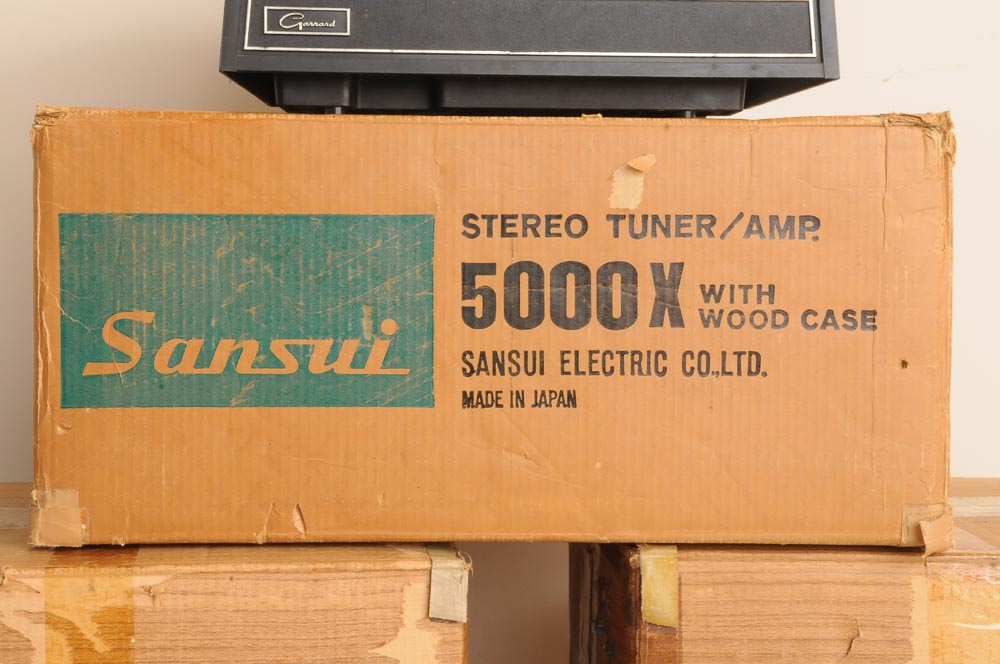 Garrard
Sansui
STEREO TUNER/AMP.
5000X WITH
WOOD CASE
SANSUI ELECTRIC CO.,LTD.
MADE IN JAPAN